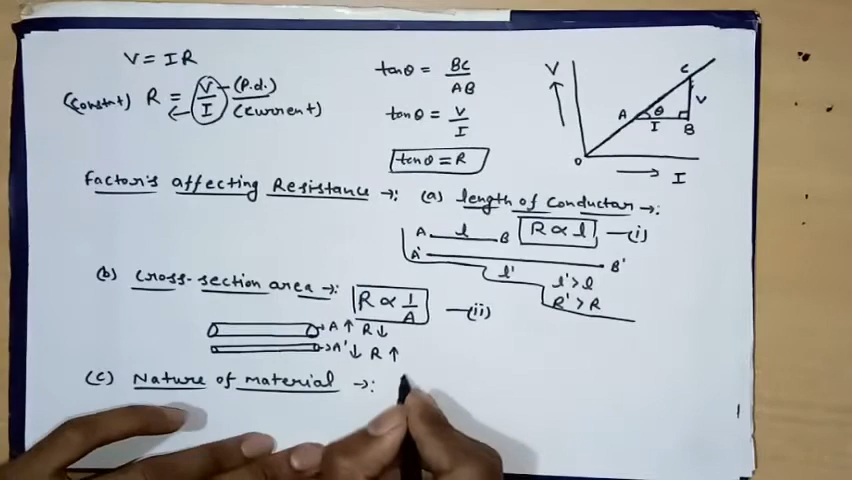 V = IR
(Constnt) R = V/I (P.d.) (Current)
tanθ = BC/AB
tanθ = V/I
tanθ = R
V
C
A θ V
I B
O
I
Factor's affecting Resistance →: (a) length of Conductor →:
A l B R ∝ l —(i)
A' B'
l' l' > l
R' > R
(b) Cross-section area →: R ∝ 1/A —(ii)
→A ↑ R↓
→A' ↓ R ↑
(c) Nature of material →: